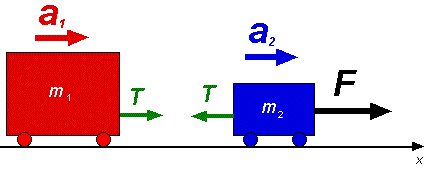 a₁ a₂
T T F
m₁ m₂
x